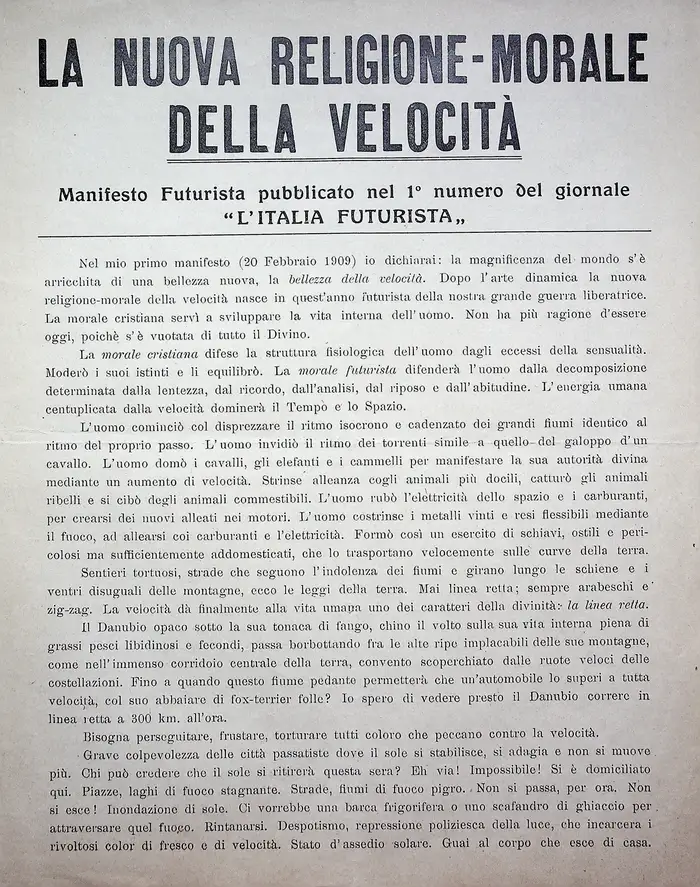 LA NUOVA RELIGIONE-MORALE
DELLA VELOCITÀ
Manifesto Futurista pubblicato nel 1º numero del giornale
“L'ITALIA FUTURISTA„
Nel mio primo manifesto (20 Febbraio 1909) io dichiarai: la magnificenza del mondo s'è
arricchita di una bellezza nuova, la bellezza della velocità. Dopo l'arte dinamica la nuova
religione-morale della velocità nasce in quest'anno futurista della nostra grande guerra liberatrice.
La morale cristiana servì a sviluppare la vita interna dell'uomo. Non ha più ragione d'essere
oggi, poichè s'è vuotata di tutto il Divino.
La morale cristiana difese la struttura fisiologica dell'uomo dagli eccessi della sensualità.
Moderò i suoi istinti e li equilibrò. La morale futurista difenderà l'uomo dalla decomposizione
determinata dalla lentezza, dal ricordo, dall'analisi, dal riposo e dall'abitudine. L'energia umana
centuplicata dalla velocità dominerà il Tempo e lo Spazio.
L'uomo cominciò col disprezzare il ritmo isocrono e cadenzato dei grandi fiumi identico al
ritmo del proprio passo. L'uomo invidiò il ritmo dei torrenti simile a quello del galoppo d'un
cavallo. L'uomo domò i cavalli, gli elefanti e i cammelli per manifestare la sua autorità divina
mediante un aumento di velocità. Strinse alleanza cogli animali più docili, catturò gli animali
ribelli e si cibò degli animali commestibili. L'uomo rubò l'elettricità dello spazio e i carburanti,
per crearsi dei nuovi alleati nei motori. L'uomo costrinse i metalli vinti e resi flessibili mediante
il fuoco, ad allearsi coi carburanti e l'elettricità. Formò così un esercito di schiavi, ostili e peri-
colosi ma sufficientemente addomesticati, che lo trasportano velocemente sulle curve della terra.
Sentieri tortuosi, strade che seguono l'indolenza dei fiumi e girano lungo le schiene e i
ventri disuguali delle montagne, ecco le leggi della terra. Mai linea retta; sempre arabeschi e
zig-zag. La velocità dà finalmente alla vita umana uno dei caratteri della divinità: la linea retta.
Il Danubio opaco sotto la sua tonaca di fango, chino il volto sulla sua vita interna piena di
grassi pesci libidinosi e fecondi, passa borbottando fra le alte ripe implacabili delle sue montagne,
come nell'immenso corridoio centrale della terra, convento scoperchiato dalle ruote veloci delle
costellazioni. Fino a quando questo fiume pedante permetterà che un'automobile lo superi a tutta
velocità, col suo abbaiare di fox-terrier folle? Io spero di vedere presto il Danubio correre in
linea retta a 300 km. all'ora.
Bisogna perseguitare, frustare, torturare tutti coloro che peccano contro la velocità.
Grave colpevolezza delle città passatiste dove il sole si stabilisce, si adagia e non si muove
più. Chi può credere che il sole si ritirerà questa sera? Eh via! Impossibile! Si è domiciliato
qui. Piazze, laghi di fuoco stagnante. Strade, fiumi di fuoco pigro. Non si passa, per ora. Non
si esce! Inondazione di sole. Ci vorrebbe una barca frigorifera o uno scafandro di ghiaccio per
attraversare quel fuoco. Rintanarsi. Despotismo, repressione poliziesca della luce, che incarcera i
rivoltosi color di fresco e di velocità. Stato d'assedio solare. Guai al corpo che esce di casa.